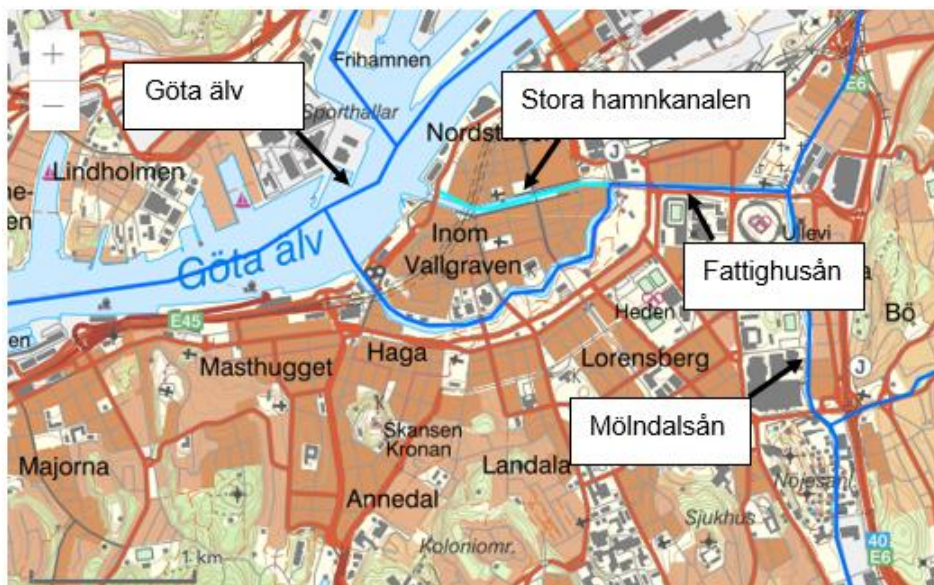 +
−
Göta älv
Stora hamnkanalen
Frihamnen
Sporthallar
E6
Lindholmen
J
Inom
Vallgraven
Ullevi
Göta älv
Fattighusån
Heden
Bö
E45
Masthugget
Haga
Lorensberg
J
Mölndalsån
K
Skansen
Kronan
Majorna
Landala
K
P
Annedal
Sjukhus
Koloniomr.
1 km
40
E6